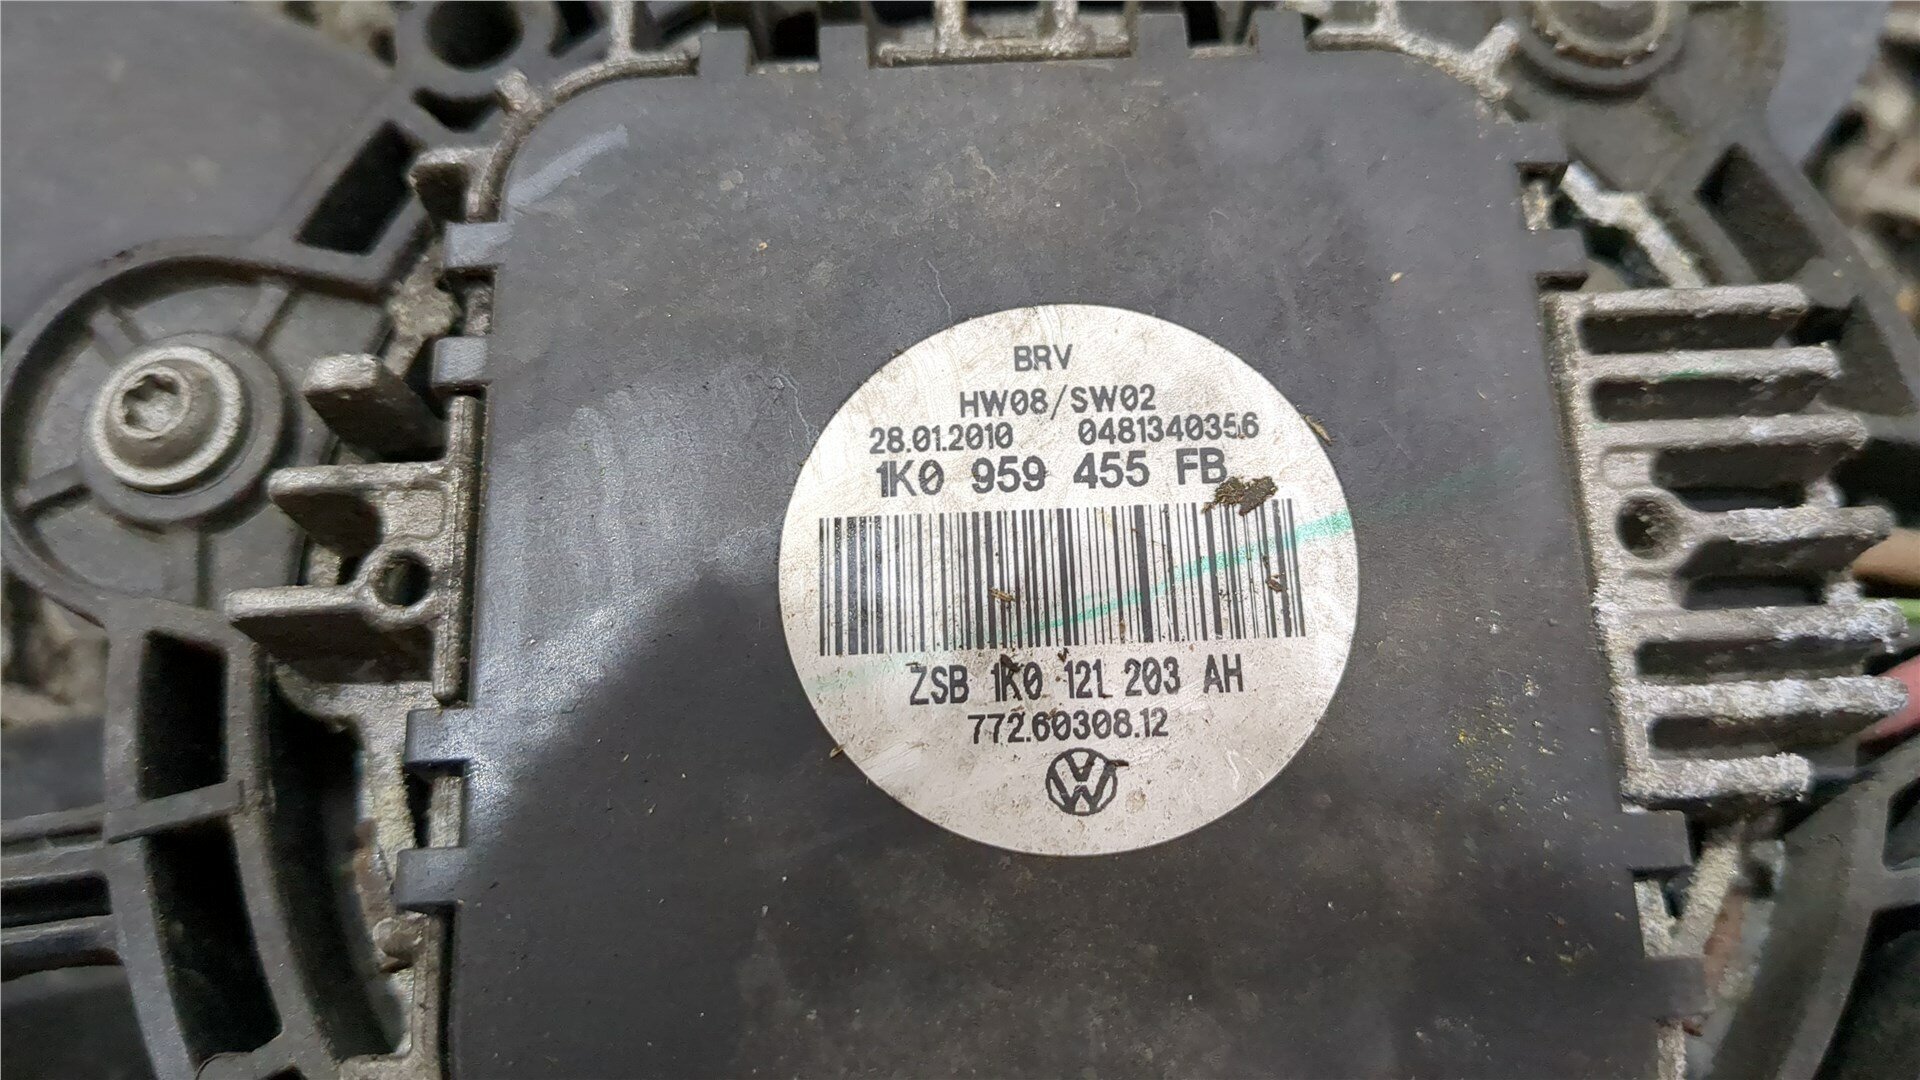 BRV
HW08/SW02
28.01.2010 0481340356
1K0 959 455 FB
ZSB 1K0 121 203 AH
772.60308.12